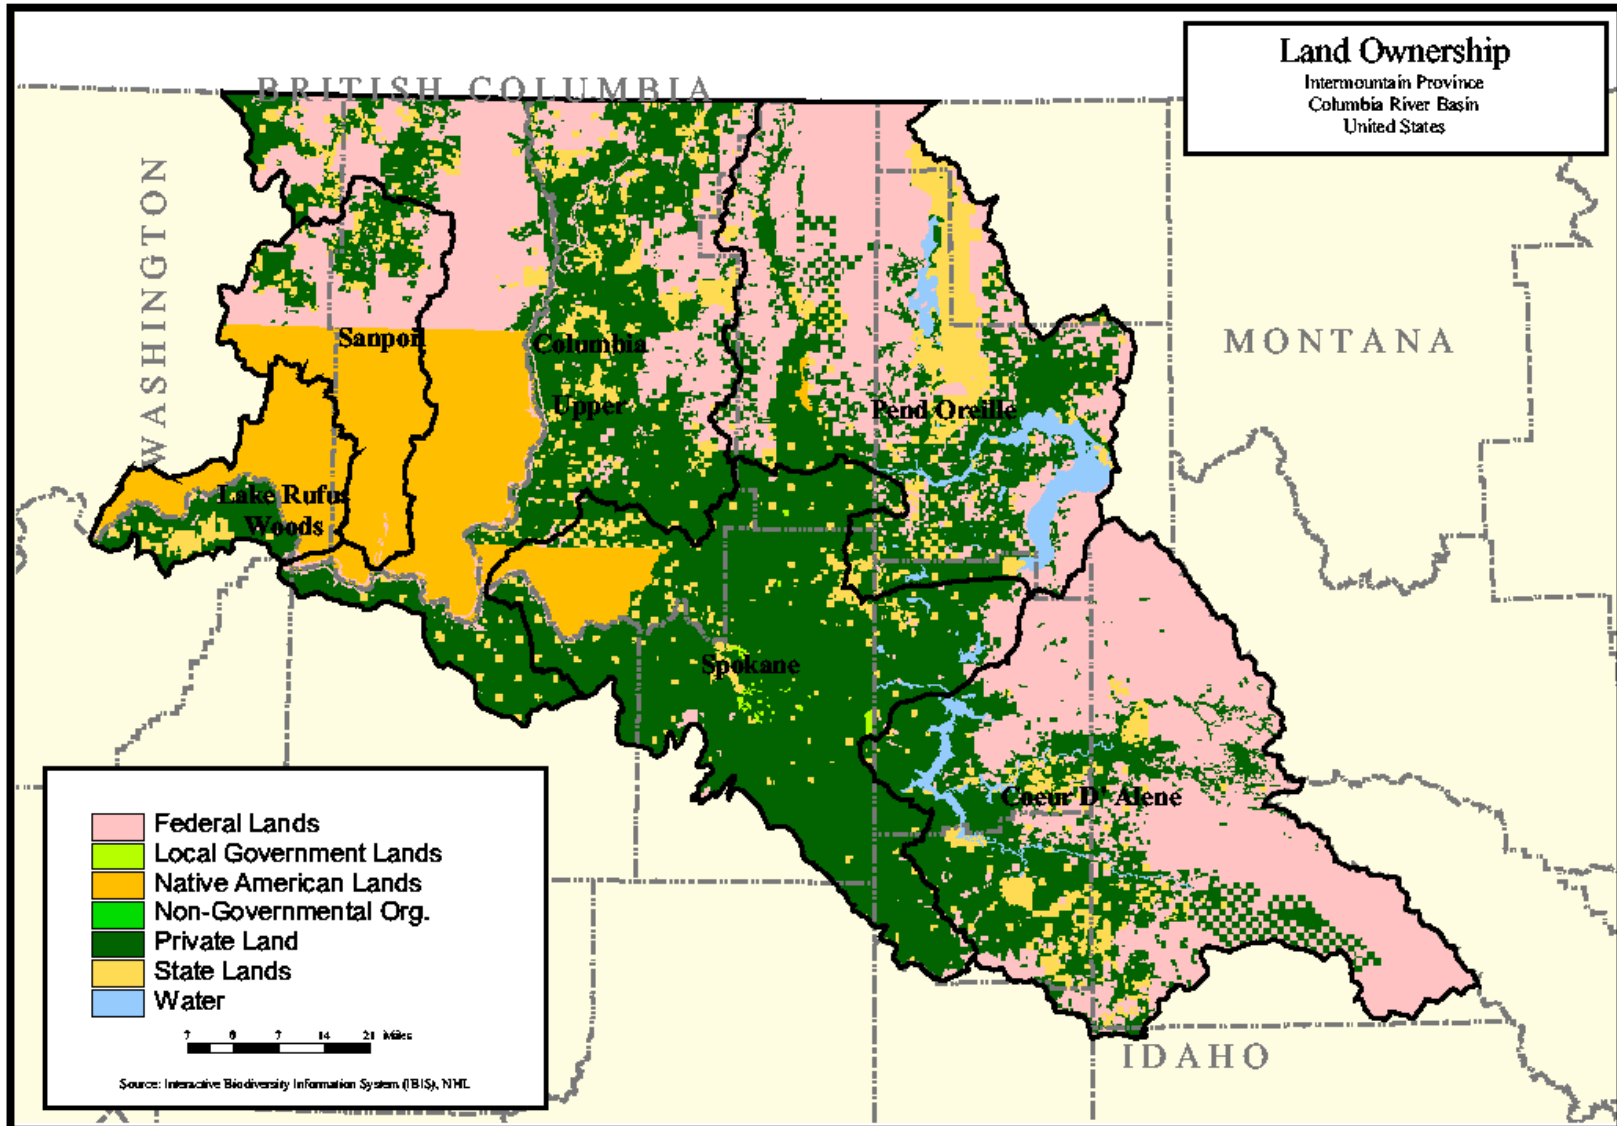 Land Ownership
Intermountain Province
Columbia River Basin
United States
BRITISH COLUMBIA
WASHINGTON
MONTANA
Sanpoil
Columbia
Upper
Pend Oreille
Lake Rufus
Woods
Spokane
Coeur D' Alene
IDAHO
Federal Lands
Local Government Lands
Native American Lands
Non-Governmental Org.
Private Land
State Lands
Water
7 0 7 14 21 Miles
Source: Interactive Biodiversity Information System (IBIS), NHI.